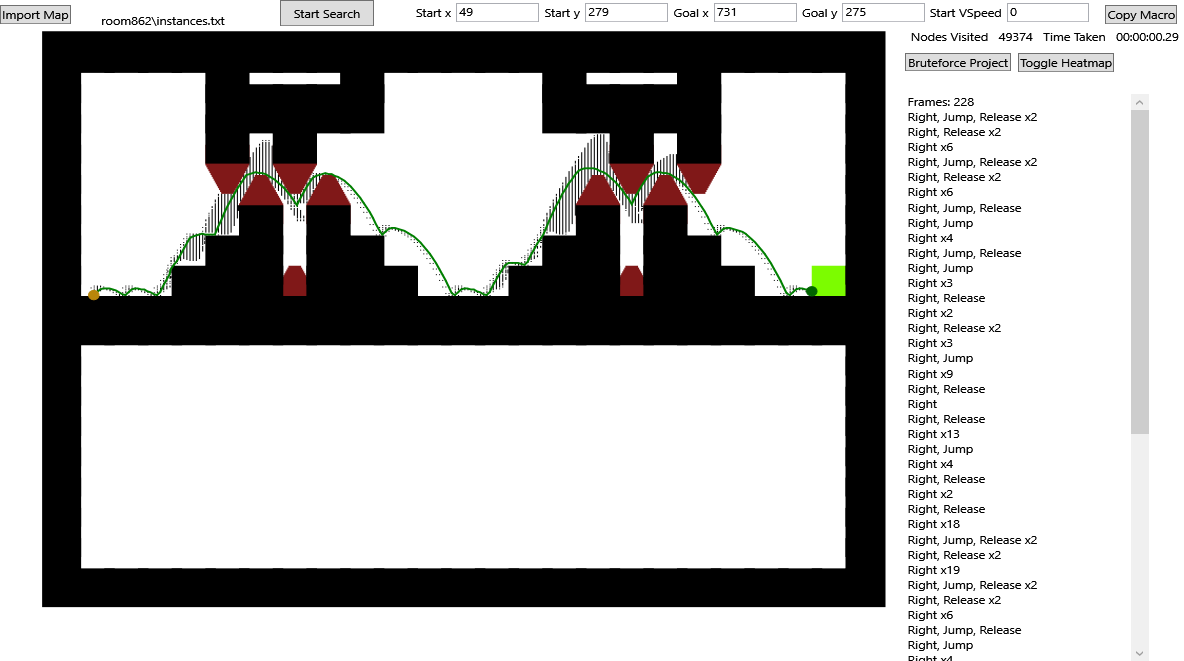 Import Map
room862\instances.txt
Start Search
Start x 49 Start y 279 Goal x 731 Goal y 275 Start VSpeed 0
Copy Macro
Nodes Visited 49374 Time Taken 00:00:00.29
Bruteforce Project Toggle Heatmap
Frames: 228
Right, Jump, Release x2
Right, Release x2
Right x6
Right, Jump, Release x2
Right, Release x2
Right x6
Right, Jump, Release
Right, Jump
Right x4
Right, Jump, Release
Right, Jump
Right x3
Right, Release
Right x2
Right, Release x2
Right x3
Right, Jump
Right x9
Right, Release
Right
Right, Release
Right x13
Right, Jump
Right x4
Right, Release
Right x2
Right, Release
Right x18
Right, Jump, Release x2
Right, Release x2
Right x19
Right, Jump, Release x2
Right, Release x2
Right x6
Right, Jump, Release
Right, Jump
Right x4